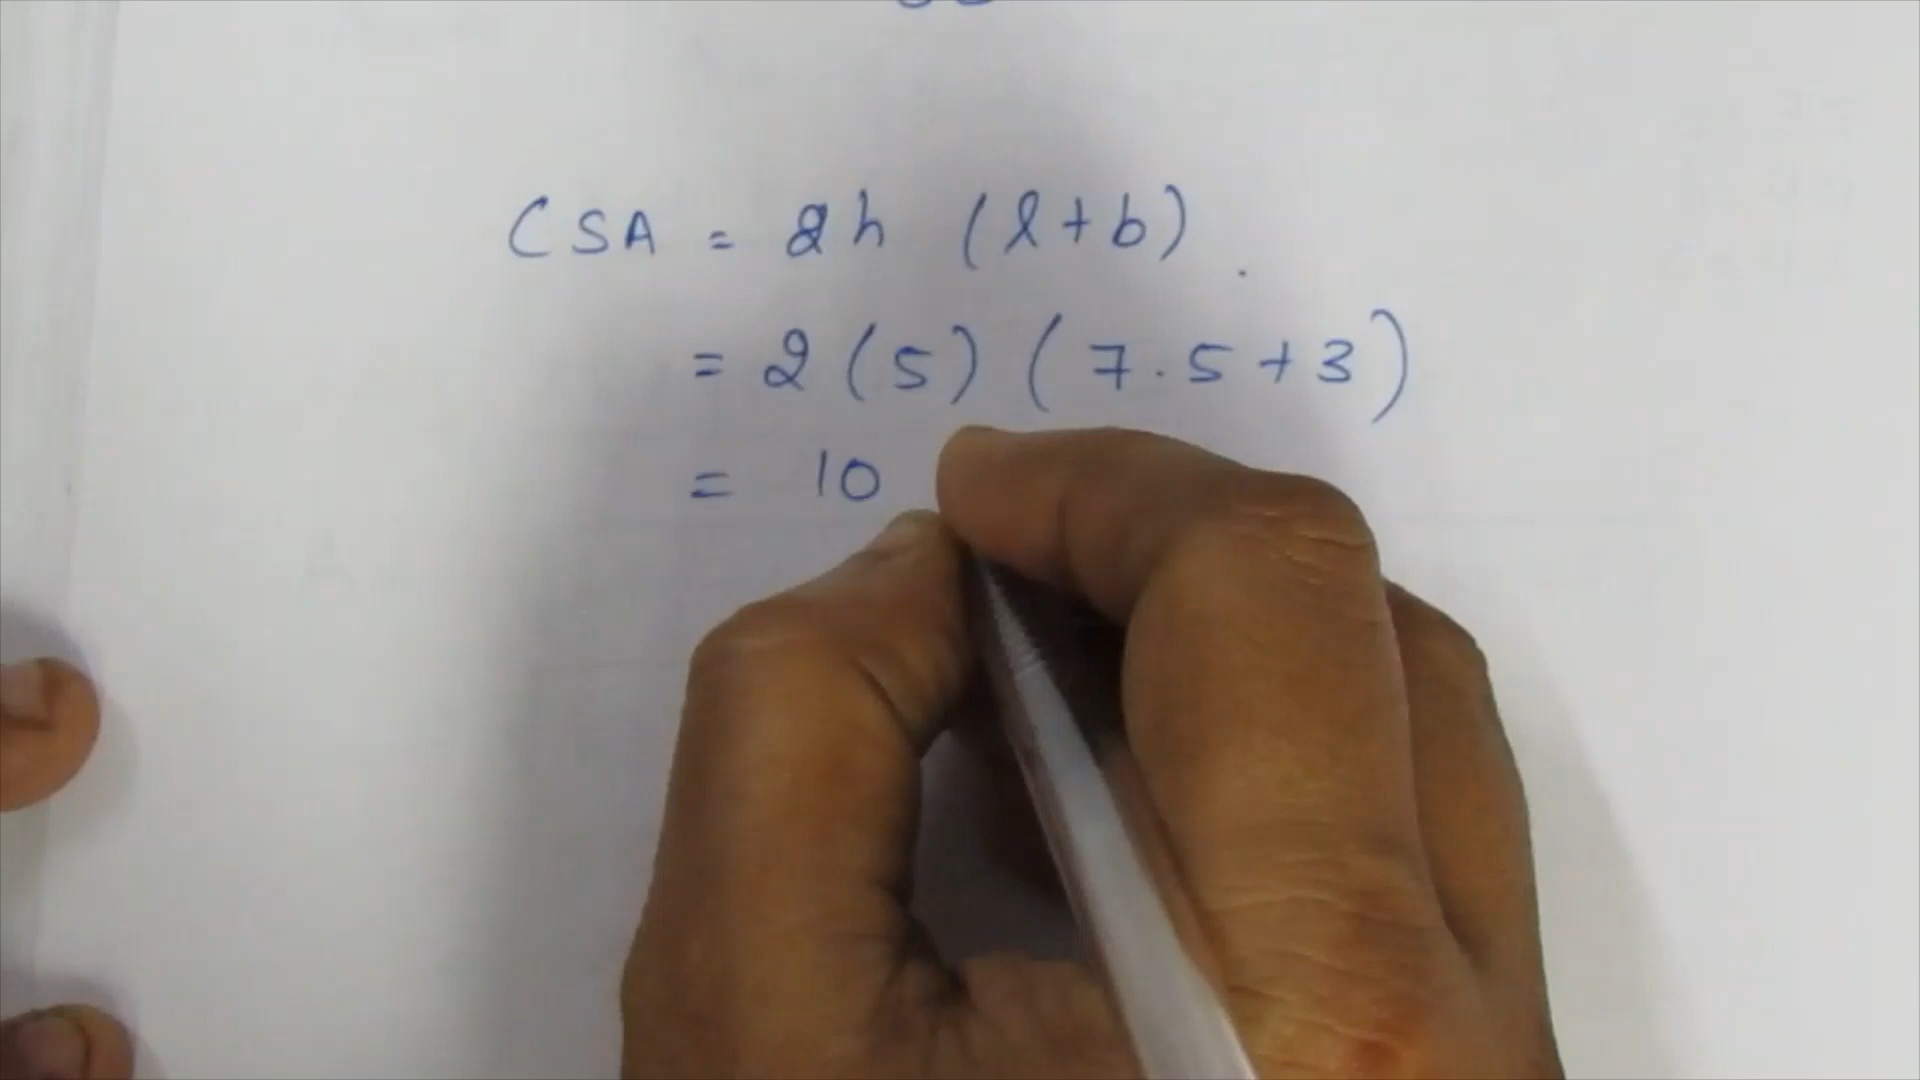 CSA = 2h (l+b)
= 2(5) (7.5+3)
= 10